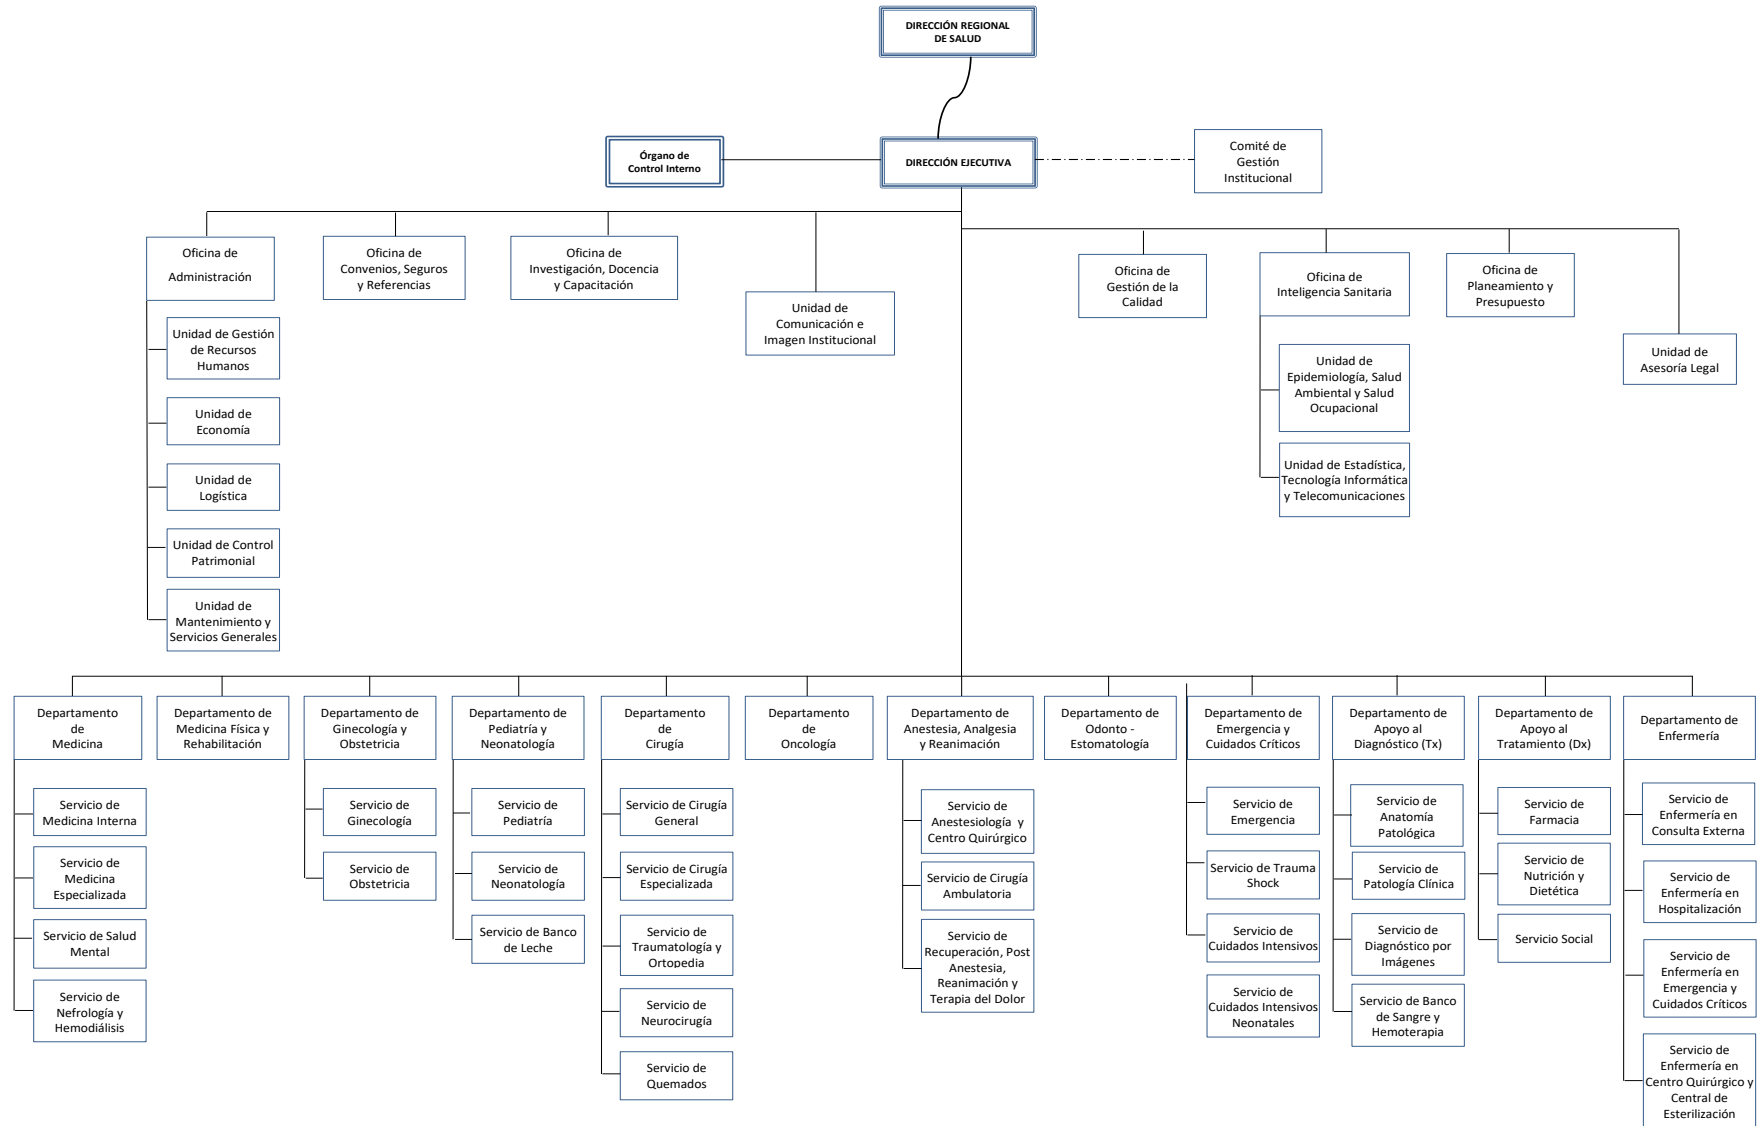 DIRECCIÓN REGIONAL
DE SALUD
Órgano de
Control Interno
DIRECCIÓN EJECUTIVA
Comité de
Gestión
Institucional
Oficina de
Administración
Unidad de Gestión
de Recursos
Humanos
Unidad de
Economía
Unidad de
Logística
Unidad de Control
Patrimonial
Unidad de
Mantenimiento y
Servicios Generales
Oficina de
Convenios, Seguros
y Referencias
Oficina de
Investigación, Docencia
y Capacitación
Unidad de
Comunicación e
Imagen Institucional
Oficina de
Gestión de la
Calidad
Oficina de
Inteligencia Sanitaria
Unidad de
Epidemiología, Salud
Ambiental y Salud
Ocupacional
Unidad de Estadística,
Tecnología Informática
y Telecomunicaciones
Oficina de
Planeamiento y
Presupuesto
Unidad de
Asesoría Legal
Departamento
de
Medicina
Servicio de
Medicina Interna
Servicio de
Medicina
Especializada
Servicio de Salud
Mental
Servicio de
Nefrología y
Hemodiálisis
Departamento de
Medicina Física y
Rehabilitación
Departamento de
Ginecología y
Obstetricia
Servicio de
Ginecología
Servicio de
Obstetricia
Departamento de
Pediatría y
Neonatología
Servicio de
Pediatría
Servicio de
Neonatología
Servicio de Banco
de Leche
Departamento
de
Cirugía
Servicio de Cirugía
General
Servicio de Cirugía
Especializada
Servicio de
Traumatología y
Ortopedia
Servicio de
Neurocirugía
Servicio de
Quemados
Departamento
de
Oncología
Departamento de
Anestesia, Analgesia
y Reanimación
Servicio de
Anestesiología y
Centro Quirúrgico
Servicio de Cirugía
Ambulatoria
Servicio de
Recuperación, Post
Anestesia,
Reanimación y
Terapia del Dolor
Departamento de
Odonto -
Estomatología
Departamento de
Emergencia y
Cuidados Críticos
Servicio de
Emergencia
Servicio de Trauma
Shock
Servicio de
Cuidados Intensivos
Servicio de
Cuidados Intensivos
Neonatales
Departamento de
Apoyo al
Diagnóstico (Tx)
Servicio de
Anatomía
Patológica
Servicio de
Patología Clínica
Servicio de
Diagnóstico por
Imágenes
Servicio de Banco
de Sangre y
Hemoterapia
Departamento de
Apoyo al
Tratamiento (Dx)
Servicio de
Farmacia
Servicio de
Nutrición y
Dietética
Servicio Social
Departamento de
Enfermería
Servicio de
Enfermería en
Consulta Externa
Servicio de
Enfermería en
Hospitalización
Servicio de
Enfermería en
Emergencia y
Cuidados Críticos
Servicio de
Enfermería en
Centro Quirúrgico y
Central de
Esterilización